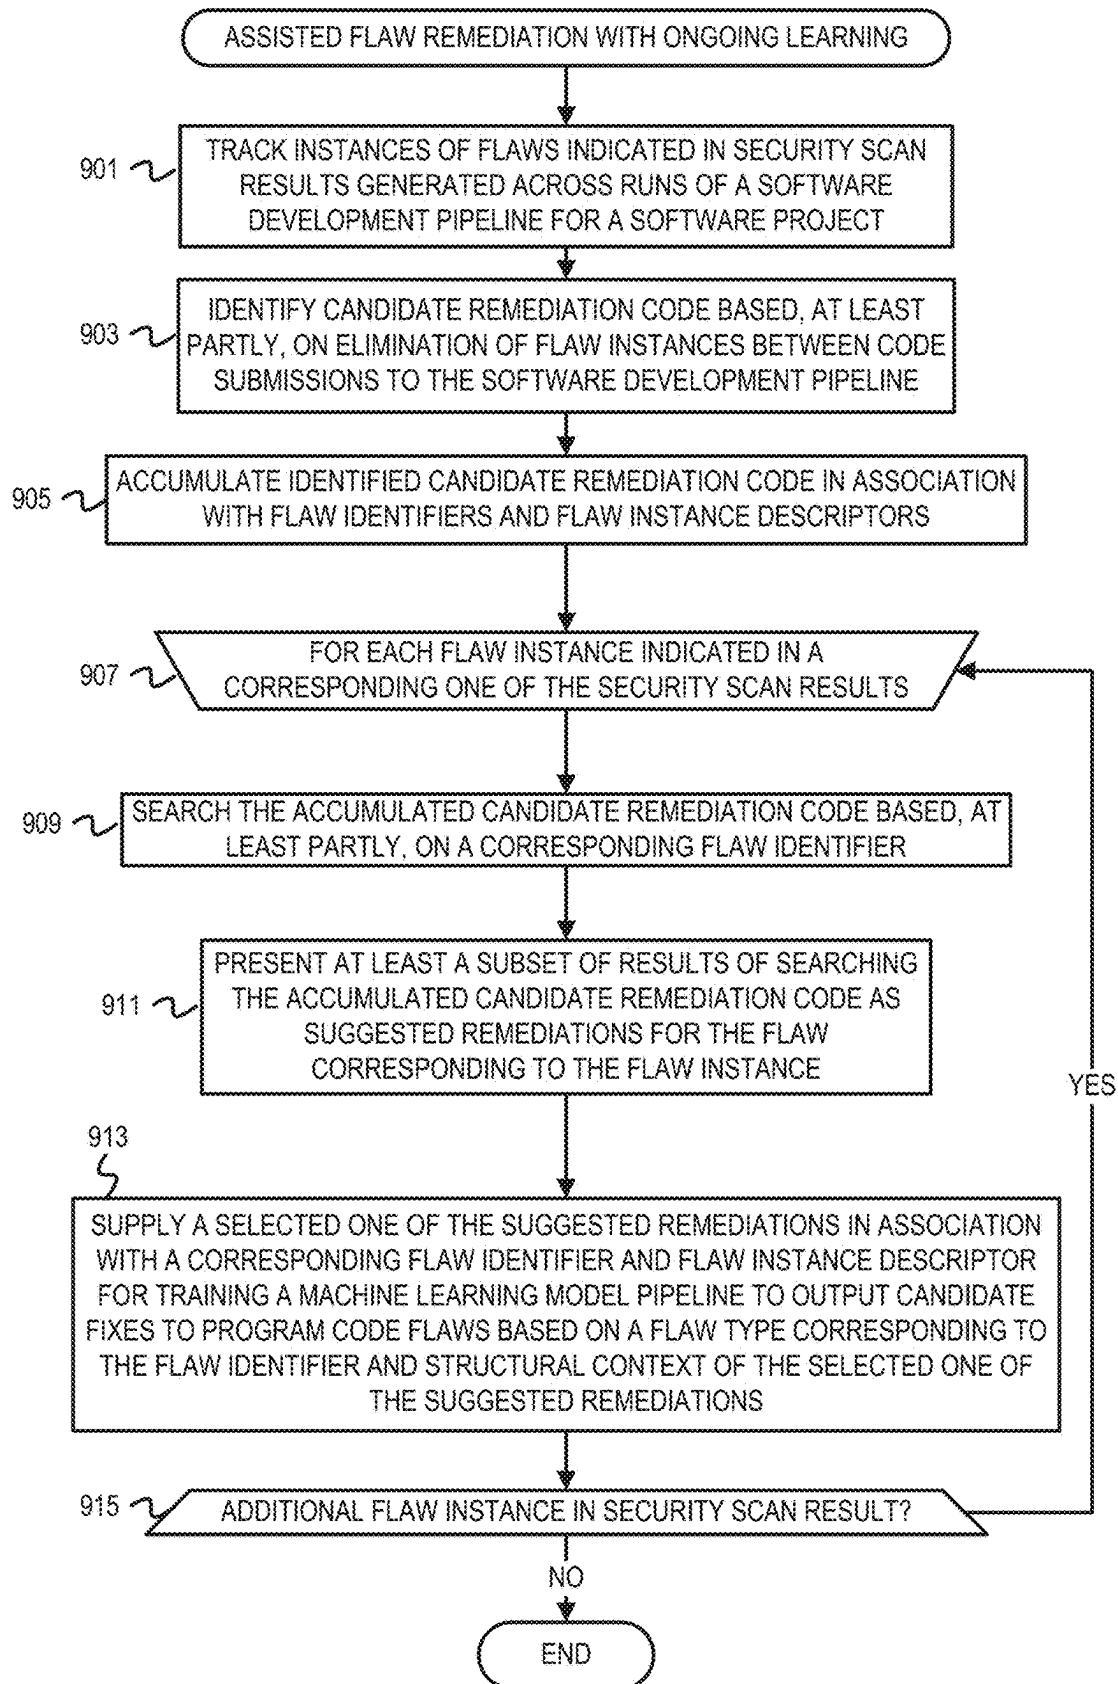 ASSISTED FLAW REMEDIATION WITH ONGOING LEARNING
901
TRACK INSTANCES OF FLAWS INDICATED IN SECURITY SCAN
RESULTS GENERATED ACROSS RUNS OF A SOFTWARE
DEVELOPMENT PIPELINE FOR A SOFTWARE PROJECT
903
IDENTIFY CANDIDATE REMEDIATION CODE BASED, AT LEAST
PARTLY, ON ELIMINATION OF FLAW INSTANCES BETWEEN CODE
SUBMISSIONS TO THE SOFTWARE DEVELOPMENT PIPELINE
905
ACCUMULATE IDENTIFIED CANDIDATE REMEDIATION CODE IN ASSOCIATION
WITH FLAW IDENTIFIERS AND FLAW INSTANCE DESCRIPTORS
907
FOR EACH FLAW INSTANCE INDICATED IN A
CORRESPONDING ONE OF THE SECURITY SCAN RESULTS
909
SEARCH THE ACCUMULATED CANDIDATE REMEDIATION CODE BASED, AT
LEAST PARTLY, ON A CORRESPONDING FLAW IDENTIFIER
911
PRESENT AT LEAST A SUBSET OF RESULTS OF SEARCHING
THE ACCUMULATED CANDIDATE REMEDIATION CODE AS
SUGGESTED REMEDIATIONS FOR THE FLAW
CORRESPONDING TO THE FLAW INSTANCE
YES
913
SUPPLY A SELECTED ONE OF THE SUGGESTED REMEDIATIONS IN ASSOCIATION
WITH A CORRESPONDING FLAW IDENTIFIER AND FLAW INSTANCE DESCRIPTOR
FOR TRAINING A MACHINE LEARNING MODEL PIPELINE TO OUTPUT CANDIDATE
FIXES TO PROGRAM CODE FLAWS BASED ON A FLAW TYPE CORRESPONDING TO
THE FLAW IDENTIFIER AND STRUCTURAL CONTEXT OF THE SELECTED ONE OF
THE SUGGESTED REMEDIATIONS
915
ADDITIONAL FLAW INSTANCE IN SECURITY SCAN RESULT?
NO
END